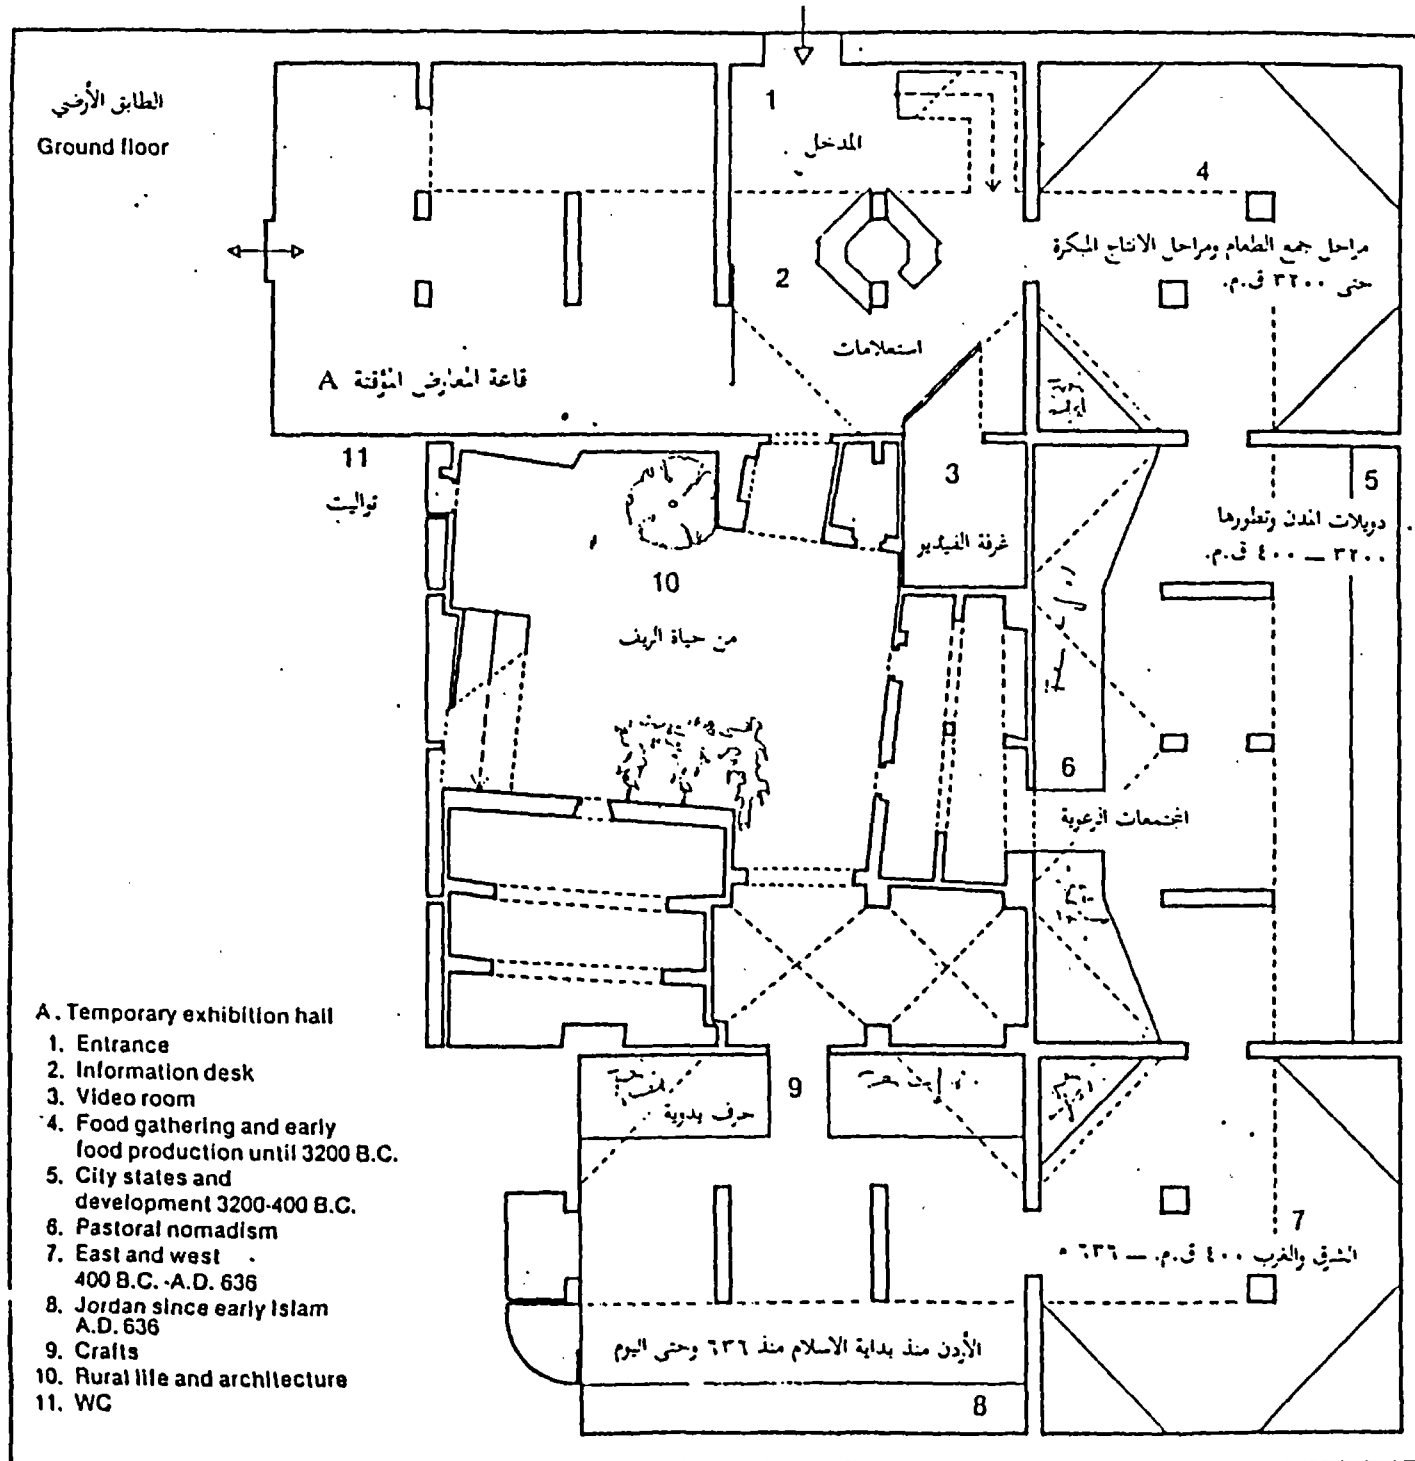 الطابق الأرضي
Ground floor
1
المدخل
4
مراحل جمع الطعام ومراحل الانتاج المبكرة
حتى ٣٢٠٠ ق.م.
2
استعلامات
قاعة المعارض المؤقتة A
11
تواليت
3
غرفة الفيديو
5
دويلات المدن وتطورها
٣٢٠٠ — ٤٠٠ ق.م.
10
من حياة الريف
6
المجتمعات الرعوية
9
حرف بدوية
7
الشرق والغرب ٤٠٠ ق.م. — ٦٣٦ م
الأردن منذ بداية الاسلام منذ ٦٣٦ وحتى اليوم
8
A. Temporary exhibition hall
1. Entrance
2. Information desk
3. Video room
4. Food gathering and early
food production until 3200 B.C.
5. City states and
development 3200-400 B.C.
6. Pastoral nomadism
7. East and west
400 B.C. -A.D. 636
8. Jordan since early Islam
A.D. 636
9. Crafts
10. Rural life and architecture
11. WC